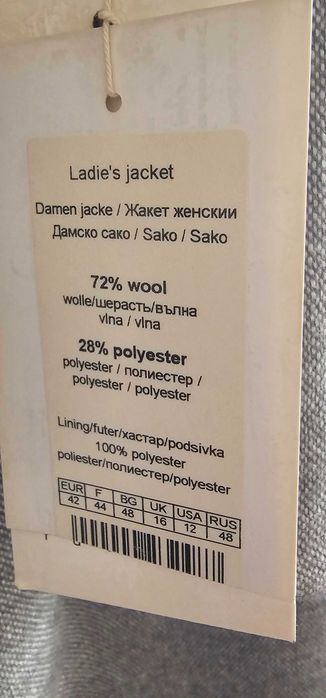 Ladie's jacket
Damen jacke / Жакет женскии
Дамско сако / Sako / Sako
72% wool
wolle/шерасть/вълна
vlna / vlna
28% polyester
polyester / полиестер /
polyester / polyester
Lining/futer/хастар/podsivka
100% polyester
poliester/полиестер/polyester
EUR F BG UK USA RUS
42 44 48 16 12 48